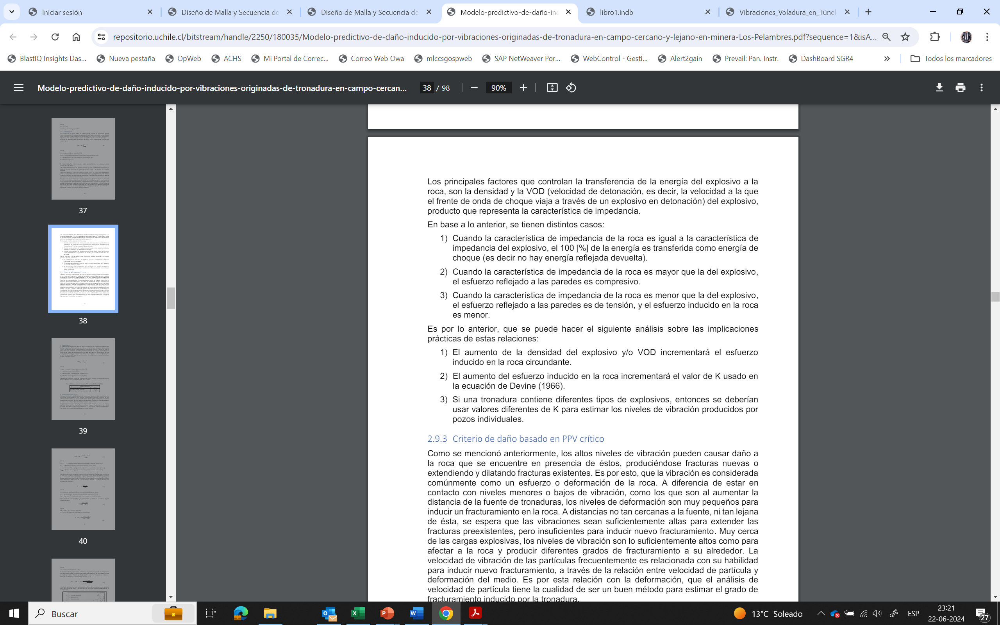 Iniciar sesión
Diseño de Malla y Secuencia de
Diseño de Malla y Secuencia de
Modelo-predictivo-de-daño-inc
libro1.indb
Vibraciones_Voladura_en_Túnel
repositorio.uchile.cl/bitstream/handle/2250/180035/Modelo-predictivo-de-daño-inducido-por-vibraciones-originadas-de-tronadura-en-campo-cercano-y-lejano-en-minera-Los-Pelambres.pdf?sequence=1&isA...
BlastIQ Insights Das...
Nueva pestaña
OpWeb
ACHS
Mi Portal de Correc...
Correo Web Owa
mlccsgospweb
SAP NetWeaver Por...
WebControl - Gesti...
Alert2gain
Prevail: Pan. Instr.
DashBoard SGR4
»
Todos los marcadores
Modelo-predictivo-de-daño-inducido-por-vibraciones-originadas-de-tronadura-en-campo-cercan...
38 / 98
90%
37
38
39
40
Los principales factores que controlan la transferencia de la energía del explosivo a la
roca, son la densidad y la VOD (velocidad de detonación, es decir, la velocidad a la que
el frente de onda de choque viaja a través de un explosivo en detonación) del explosivo,
producto que representa la característica de impedancia.
En base a lo anterior, se tienen distintos casos:
1) Cuando la característica de impedancia de la roca es igual a la característica de
impedancia del explosivo, el 100 [%] de la energía es transferida como energía de
choque (es decir no hay energía reflejada devuelta).
2) Cuando la característica de impedancia de la roca es mayor que la del explosivo,
el esfuerzo reflejado a las paredes es compresivo.
3) Cuando la característica de impedancia de la roca es menor que la del explosivo,
el esfuerzo reflejado a las paredes es de tensión, y el esfuerzo inducido en la roca
es menor.
Es por lo anterior, que se puede hacer el siguiente análisis sobre las implicaciones
prácticas de estas relaciones:
1) El aumento de la densidad del explosivo y/o VOD incrementará el esfuerzo
inducido en la roca circundante.
2) El aumento del esfuerzo inducido en la roca incrementará el valor de K usado en
la ecuación de Devine (1966).
3) Si una tronadura contiene diferentes tipos de explosivos, entonces se deberían
usar valores diferentes de K para estimar los niveles de vibración producidos por
pozos individuales.
2.9.3 Criterio de daño basado en PPV crítico
Como se mencionó anteriormente, los altos niveles de vibración pueden causar daño a
la roca que se encuentre en presencia de éstos, produciéndose fracturas nuevas o
extendiendo y dilatando fracturas existentes. Es por esto, que la vibración es considerada
comúnmente como un esfuerzo o deformación de la roca. A diferencia de estar en
contacto con niveles menores o bajos de vibración, como los que son al aumentar la
distancia de la fuente de tronaduras, los niveles de deformación son muy pequeños para
inducir un fracturamiento en la roca. A distancias no tan cercanas a la fuente, ni tan lejana
de ésta, se espera que las vibraciones sean suficientemente altas para extender las
fracturas preexistentes, pero insuficientes para inducir nuevo fracturamiento. Muy cerca
de las cargas explosivas, los niveles de vibración son lo suficientemente altos como para
afectar a la roca y producir diferentes grados de fracturamiento a su alrededor. La
velocidad de vibración de las partículas frecuentemente es relacionada con su habilidad
para inducir nuevo fracturamiento, a través de la relación entre velocidad de partícula y
deformación del medio. Es por esta relación con la deformación, que el análisis de
velocidad de partícula tiene la cualidad de ser un buen método para estimar el grado de
fracturamiento inducido por la tronadura.
Buscar
13°C Soleado
ESP
23:21
22-06-2024
27